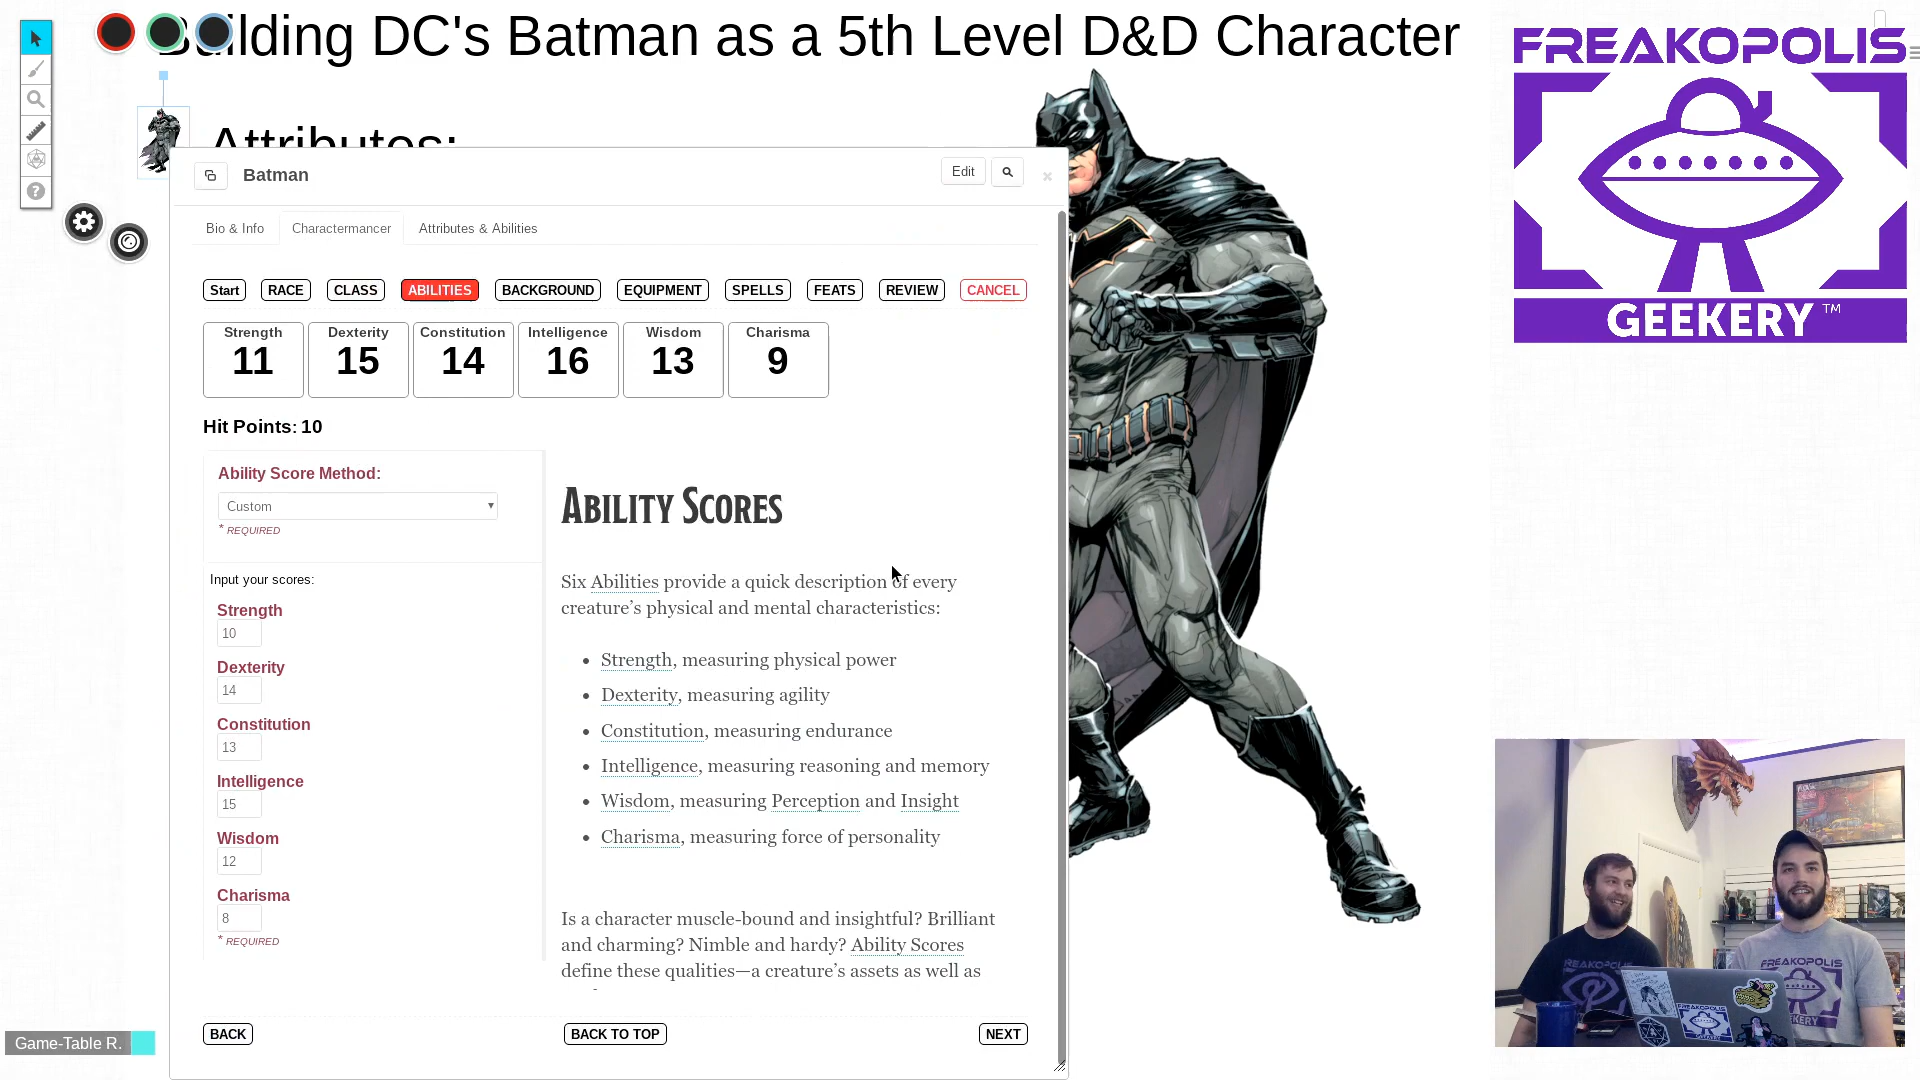 Building DC's Batman as a 5th Level D&D Character
FREAKOPOLIS
GEEKERY™
Attributes:
Batman
Edit
Bio & Info
Charactermancer
Attributes & Abilities
Start
RACE
CLASS
ABILITIES
BACKGROUND
EQUIPMENT
SPELLS
FEATS
REVIEW
CANCEL
Strength
11
Dexterity
15
Constitution
14
Intelligence
16
Wisdom
13
Charisma
9
Hit Points: 10
Ability Score Method:
Custom
* REQUIRED
Input your scores:
Strength
10
Dexterity
14
Constitution
13
Intelligence
15
Wisdom
12
Charisma
8
* REQUIRED
Ability Scores
Six Abilities provide a quick description of every
creature’s physical and mental characteristics:
• Strength, measuring physical power
• Dexterity, measuring agility
• Constitution, measuring endurance
• Intelligence, measuring reasoning and memory
• Wisdom, measuring Perception and Insight
• Charisma, measuring force of personality
Is a character muscle-bound and insightful? Brilliant
and charming? Nimble and hardy? Ability Scores
define these qualities—a creature’s assets as well as
BACK
BACK TO TOP
NEXT
Game-Table R.
FREAKOPOLIS
FREAKOPOLIS
FREAKOPOLIS